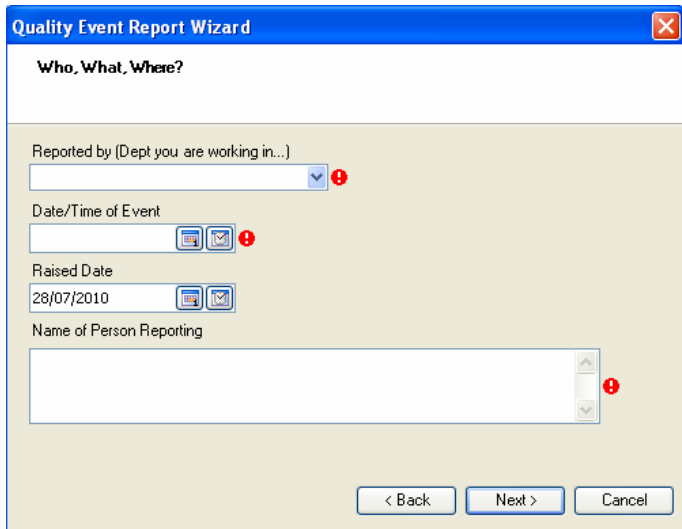 Quality Event Report Wizard
Who, What, Where?
Reported by (Dept you are working in...)
Date/Time of Event
Raised Date
28/07/2010
Name of Person Reporting
< Back Next > Cancel